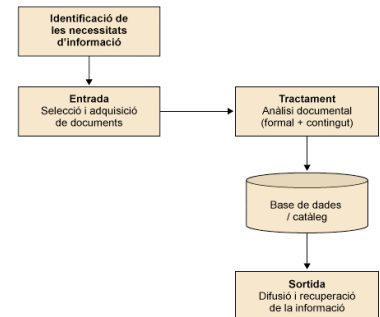 Identificació de
les necessitats
d'informació
Entrada
Selecció i adquisició
de documents
Tractament
Anàlisi documental
(formal + contingut)
Base de dades
/ catàleg
Sortida
Difusió i recuperació
de la informació